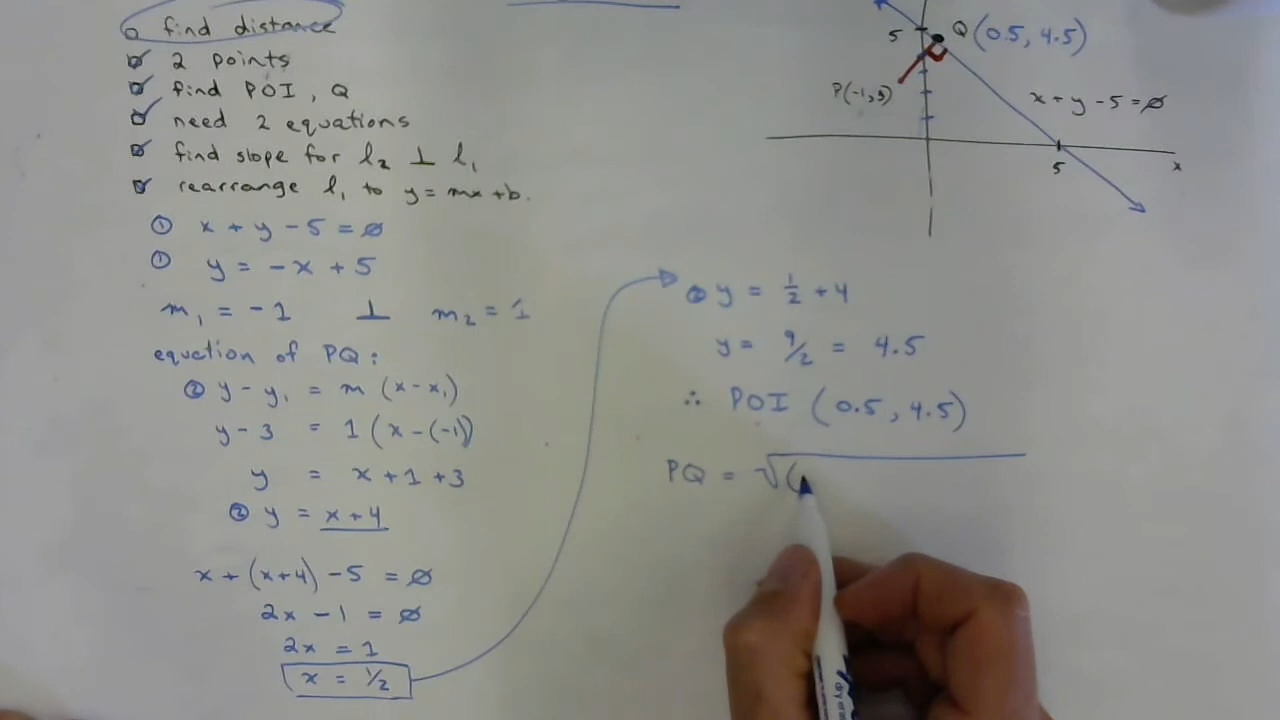 find distance
2 points
find POI, Q
need 2 equations
find slope for l₂ ⊥ l₁
rearrange l₁ to y = mx + b.
① x + y - 5 = ∅
① y = -x + 5
m₁ = -1 ⊥ m₂ = 1
equation of PQ:
② y - y₁ = m (x - x₁)
y - 3 = 1 (x - (-1))
y = x + 1 + 3
② y = x + 4
x + (x+4) - 5 = ∅
2x - 1 = ∅
2x = 1
x = 1/2
5 Q (0.5, 4.5)
P(-1,3)
x + y - 5 = ∅
5 x
② y = 1/2 + 4
y = 9/2 = 4.5
∴ POI (0.5, 4.5)
PQ = √(